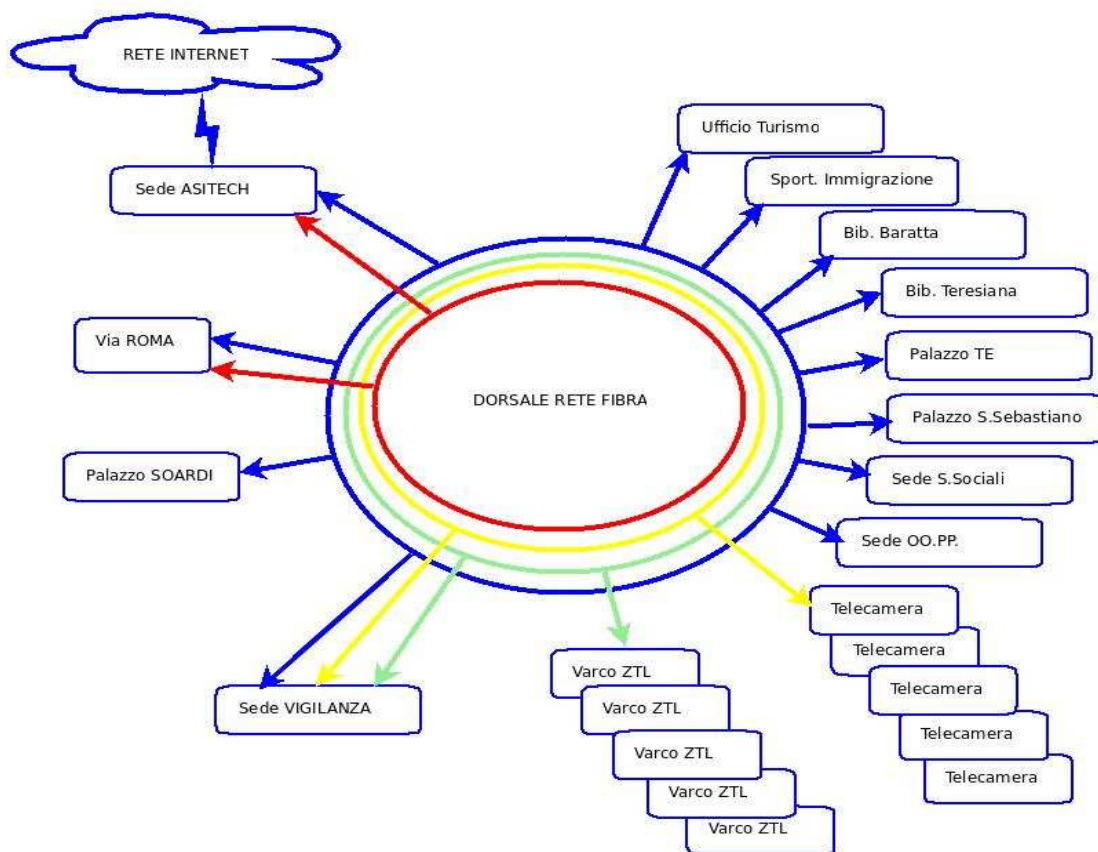 RETE INTERNET
Ufficio Turismo
Sede ASITECH
Sport. Immigrazione
Bib. Baratta
Bib. Teresiana
Via ROMA
Palazzo TE
DORSALE RETE FIBRA
Palazzo S.Sebastiano
Palazzo SOARDI
Sede S.Sociali
Sede OO.PP.
Telecamera
Telecamera
Telecamera
Telecamera
Telecamera
Sede VIGILANZA
Varco ZTL
Varco ZTL
Varco ZTL
Varco ZTL
Varco ZTL